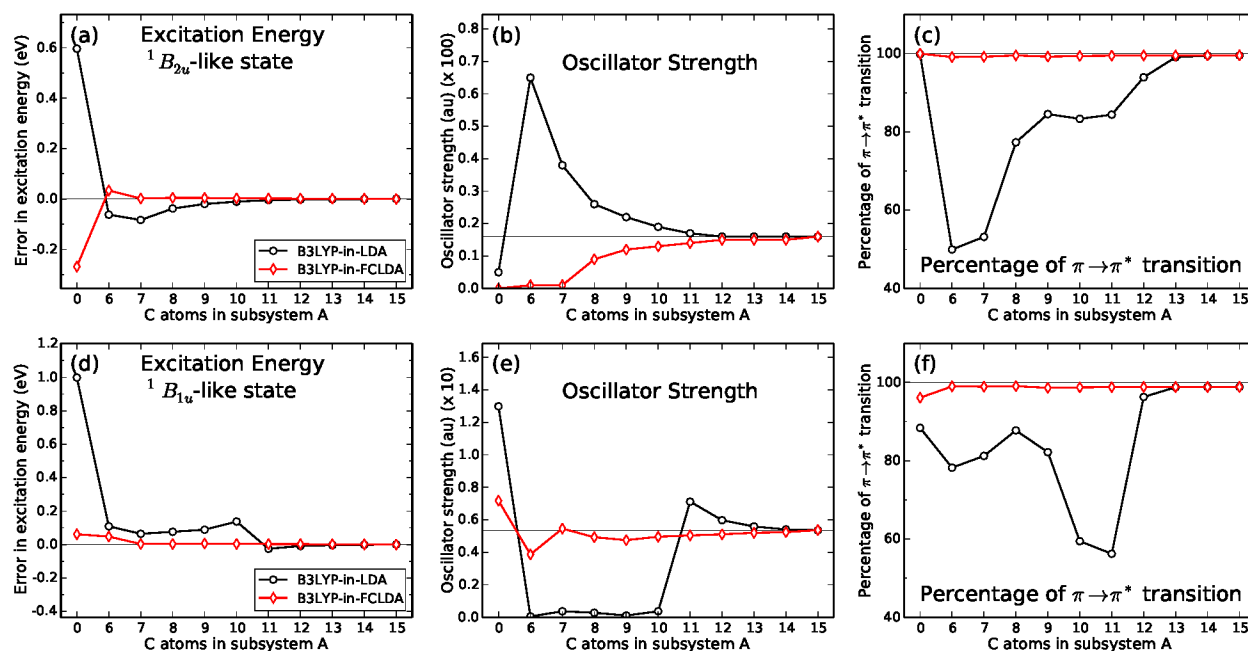 (a)
Excitation Energy
¹B₂ᵤ-like state
Error in excitation energy (eV)
0.6
0.4
0.2
0.0
-0.2
B3LYP-in-LDA
B3LYP-in-FCLDA
0 6 7 8 9 10 11 12 13 14 15
C atoms in subsystem A
(b)
Oscillator Strength
Oscillator strength (au) (x 100)
0.8
0.7
0.6
0.5
0.4
0.3
0.2
0.1
0.0
0 6 7 8 9 10 11 12 13 14 15
C atoms in subsystem A
(c)
Percentage of π→π* transition
100
80
60
40
Percentage of π→π* transition
0 6 7 8 9 10 11 12 13 14 15
C atoms in subsystem A
(d)
Excitation Energy
¹B₁ᵤ-like state
Error in excitation energy (eV)
1.2
1.0
0.8
0.6
0.4
0.2
0.0
-0.2
-0.4
B3LYP-in-LDA
B3LYP-in-FCLDA
0 6 7 8 9 10 11 12 13 14 15
C atoms in subsystem A
(e)
Oscillator Strength
Oscillator strength (au) (x 10)
1.6
1.4
1.2
1.0
0.8
0.6
0.4
0.2
0.0
0 6 7 8 9 10 11 12 13 14 15
C atoms in subsystem A
(f)
Percentage of π→π* transition
100
80
60
40
Percentage of π→π* transition
0 6 7 8 9 10 11 12 13 14 15
C atoms in subsystem A